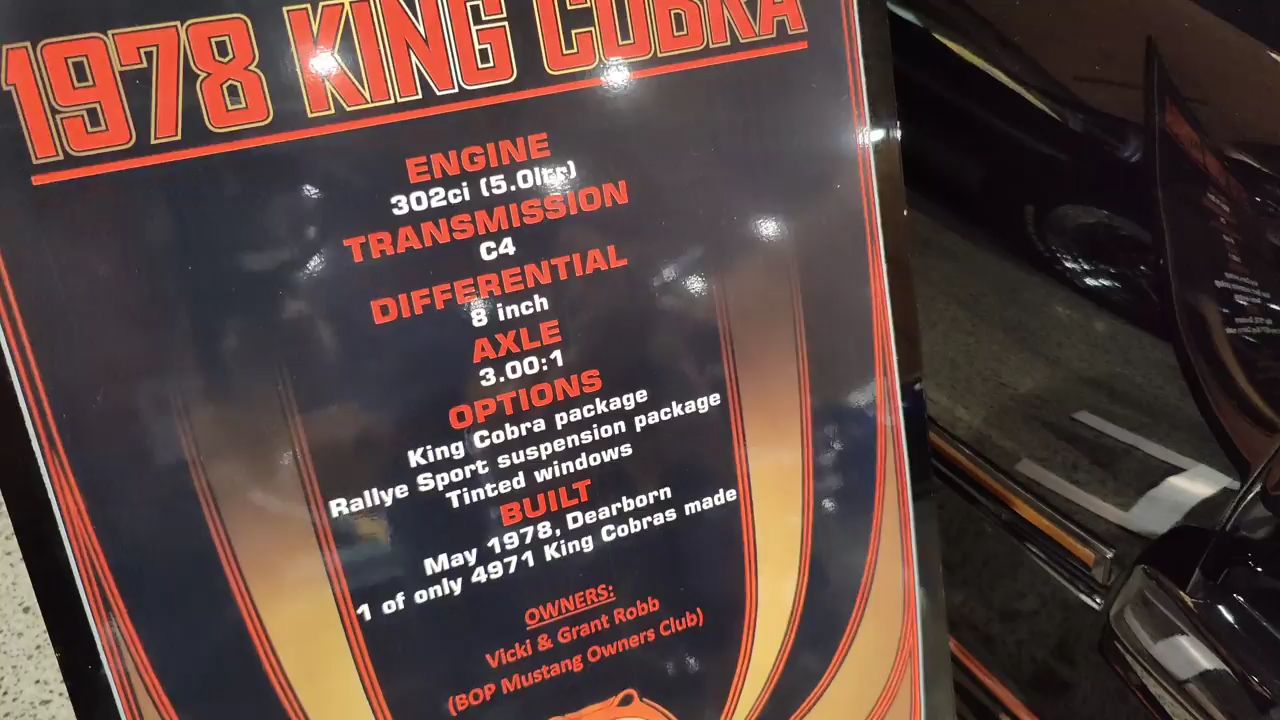 1978 KING COBRA
ENGINE
302ci (5.0ltr)
TRANSMISSION
C4
DIFFERENTIAL
8 inch
AXLE
3.00:1
OPTIONS
King Cobra package
Rallye Sport suspension package
Tinted windows
BUILT
May 1978, Dearborn
1 of only 4971 King Cobras made
OWNERS:
Vicki & Grant Robb
(BOP Mustang Owners Club)